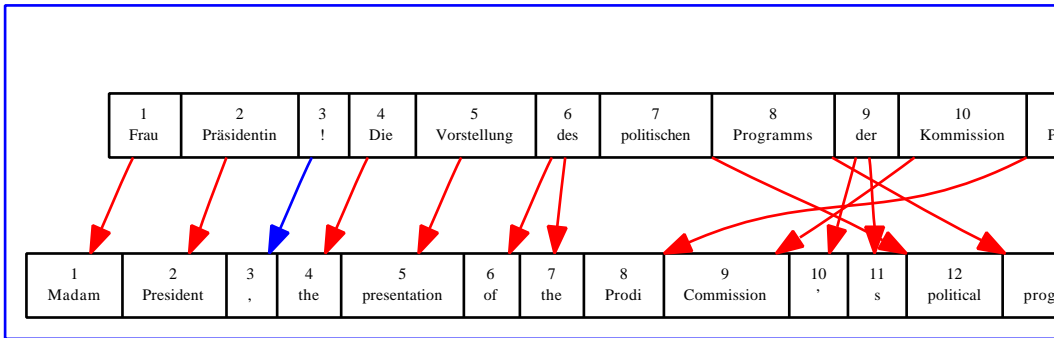 1 2 3 4 5 6 7 8 9 10
Frau Präsidentin ! Die Vorstellung des politischen Programms der Kommission P
1 2 3 4 5 6 7 8 9 10 11 12
Madam President , the presentation of the Prodi Commission ’ s political prog